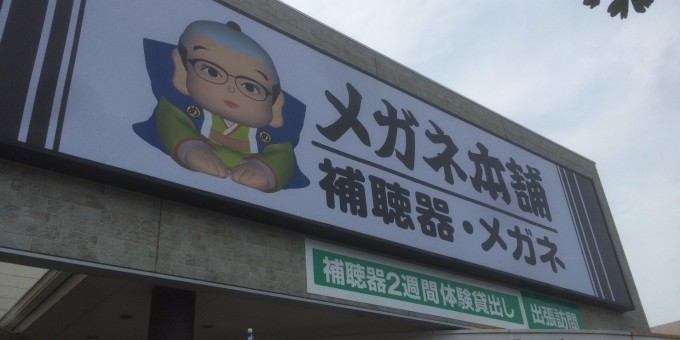 メガネ本舗
補聴器・メガネ
補聴器2週間体験貸出し
出張訪問